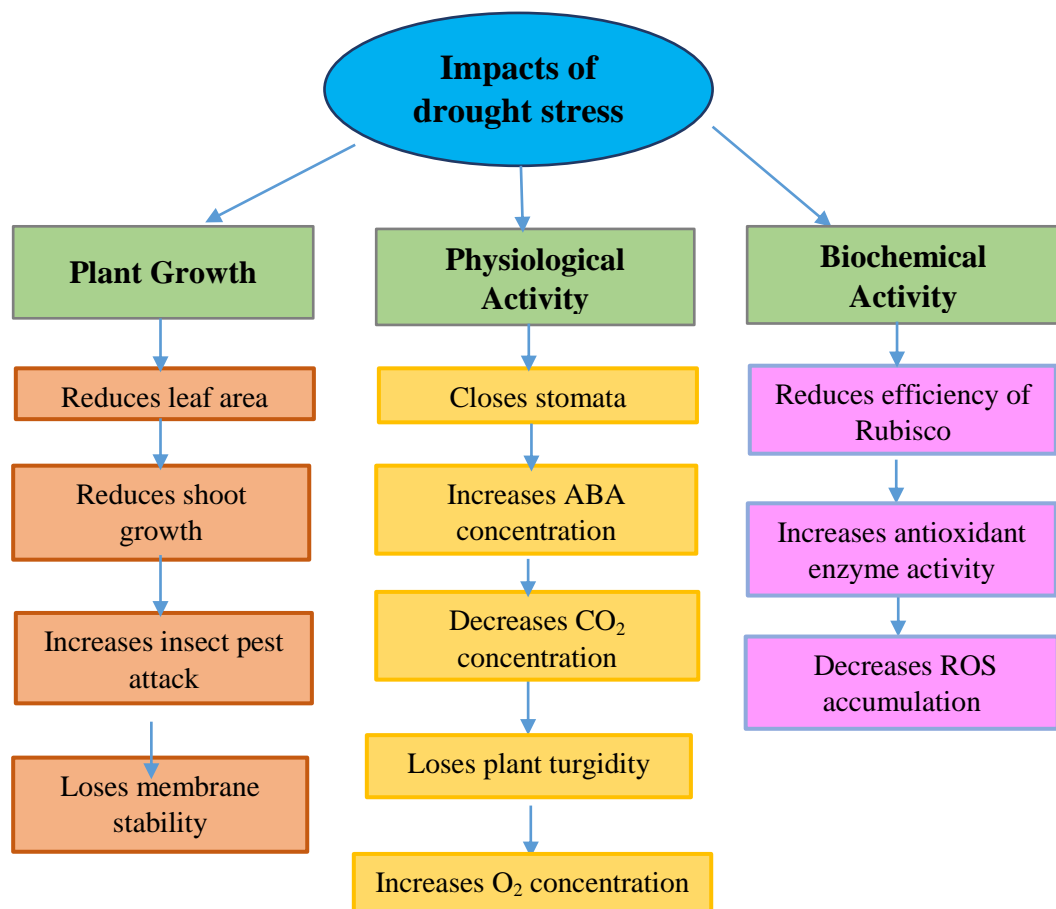 Impacts of
drought stress
Plant Growth
Reduces leaf area
Reduces shoot
growth
Increases insect pest
attack
Loses membrane
stability
Physiological
Activity
Closes stomata
Increases ABA
concentration
Decreases CO₂
concentration
Loses plant turgidity
Increases O₂ concentration
Biochemical
Activity
Reduces efficiency of
Rubisco
Increases antioxidant
enzyme activity
Decreases ROS
accumulation